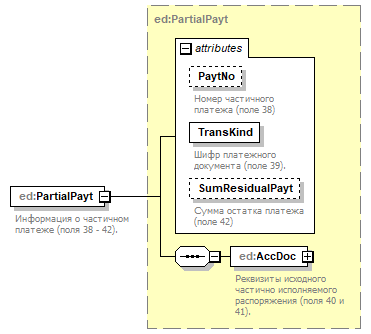 ed:PartialPayt
attributes
PaytNo
Номер частичного
платежа (поле 38)
TransKind
Шифр платежного
документа (поле 39).
SumResidualPayt
Сумма остатка платежа
(поле 42)
ed:PartialPayt
Информация о частичном
платеже (поля 38 - 42).
ed:AccDoc
Реквизиты исходного
частично исполняемого
распоряжения (поля 40 и
41).